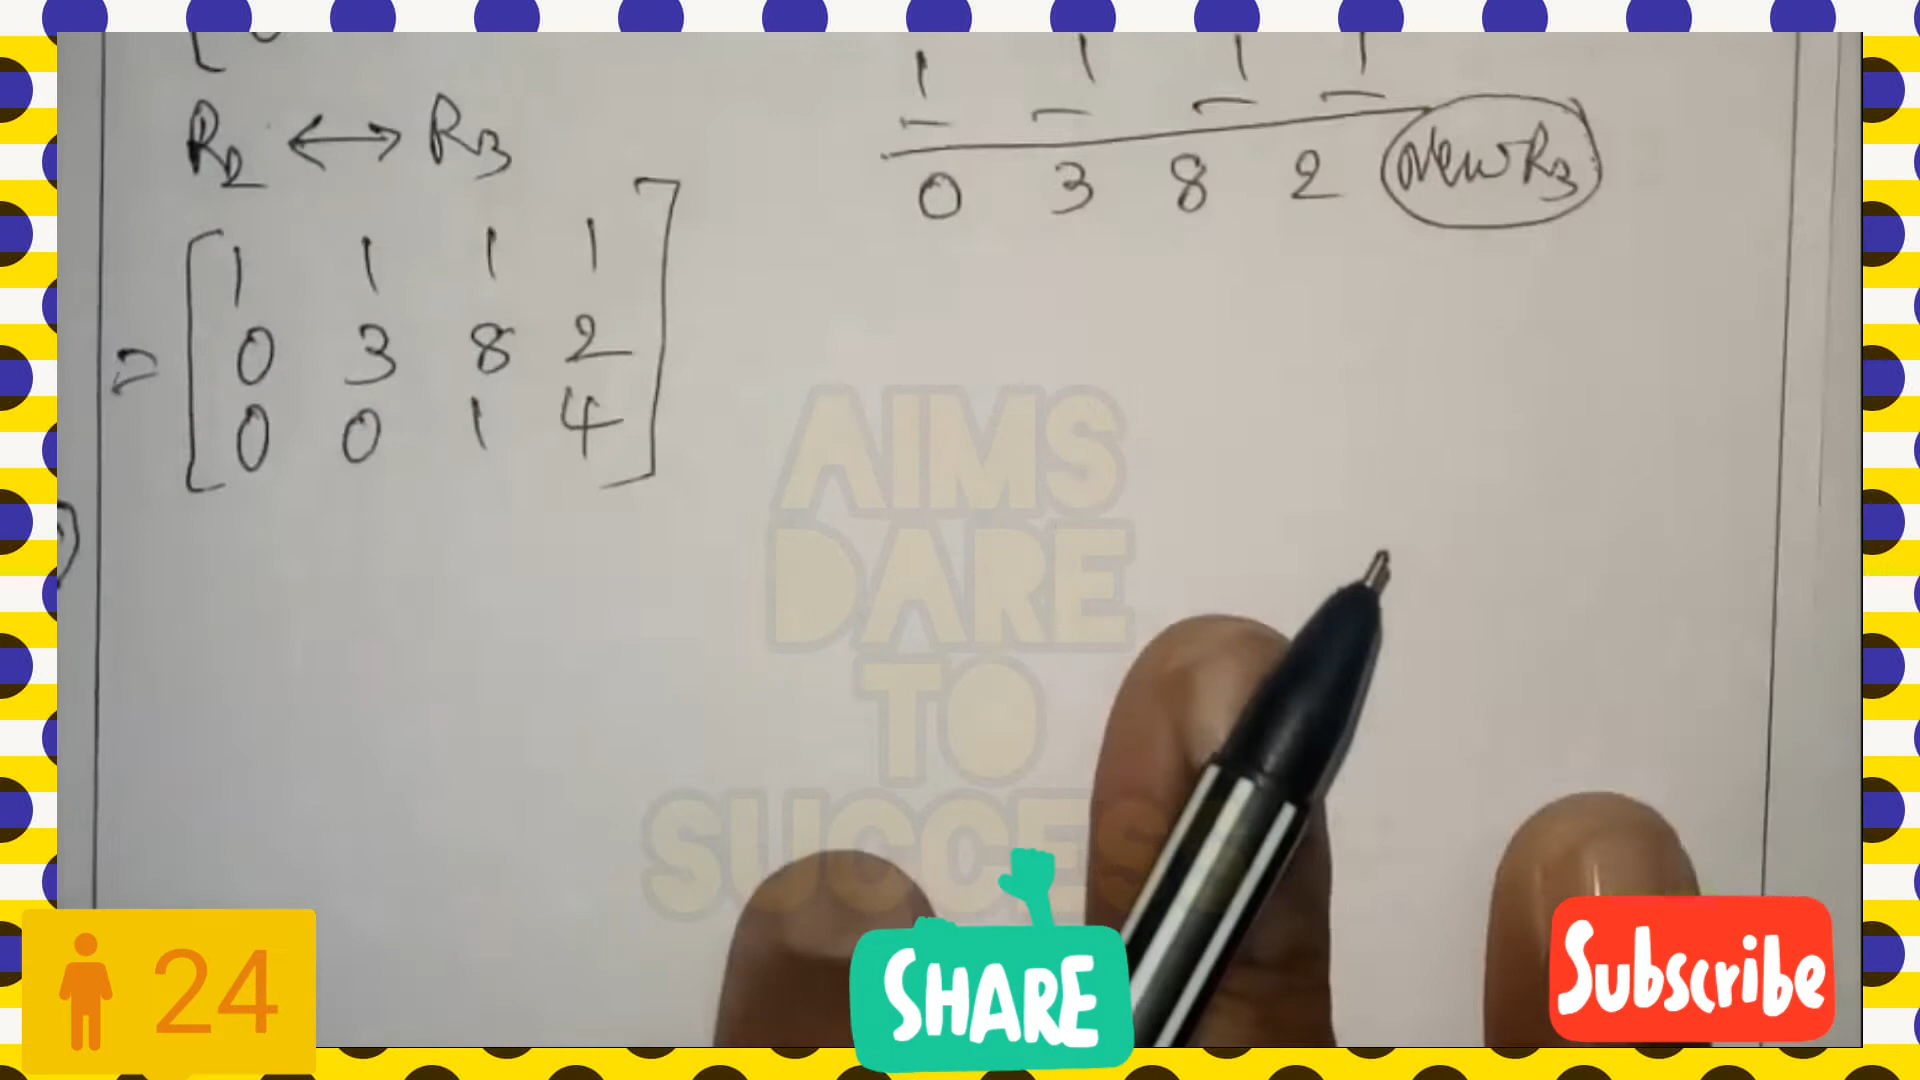 1 1 1 1
R2 ↔ R3
0 3 8 2 New R3
= [1 1 1 1
0 3 8 2
0 0 1 4]
AIMS
DARE
TO
SUCCESS
24
SHARE
Subscribe